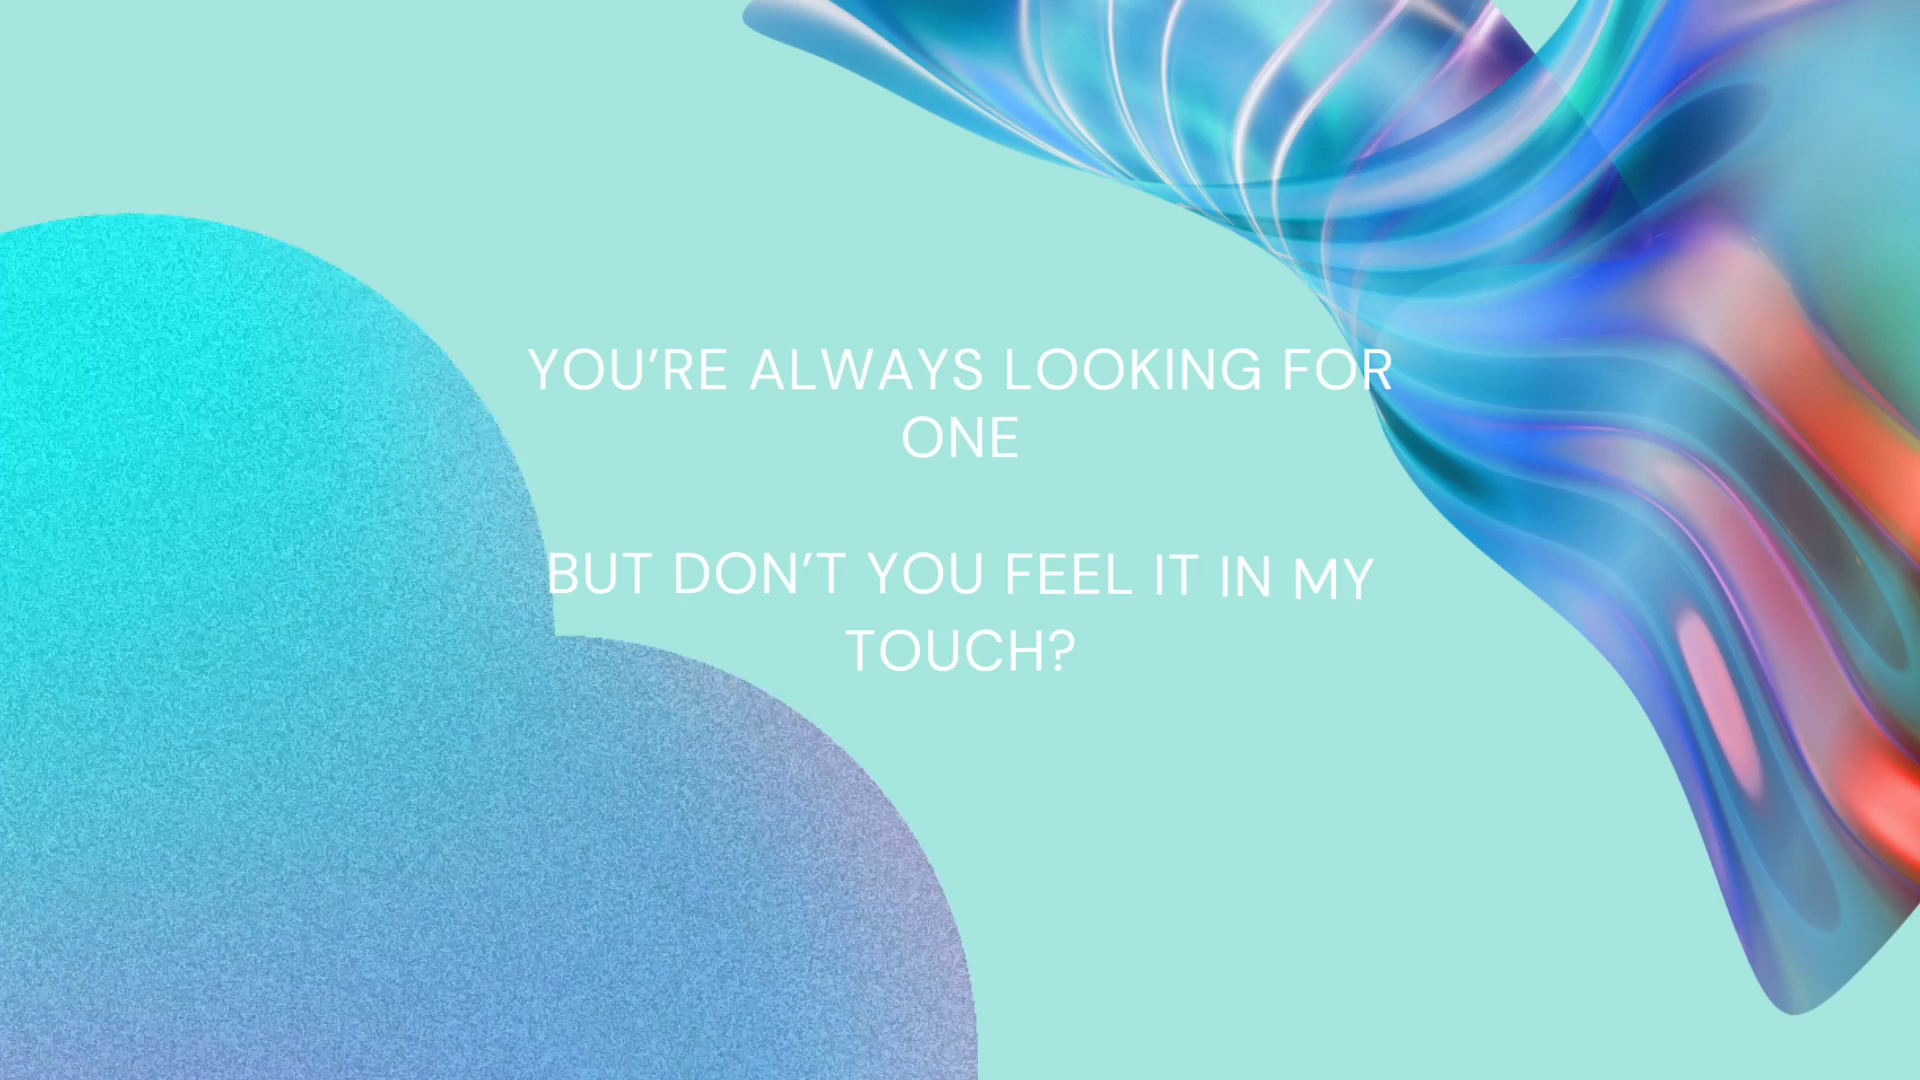 YOU’RE ALWAYS LOOKING FOR
ONE
BUT DON’T YOU FEEL IT IN MY
TOUCH?